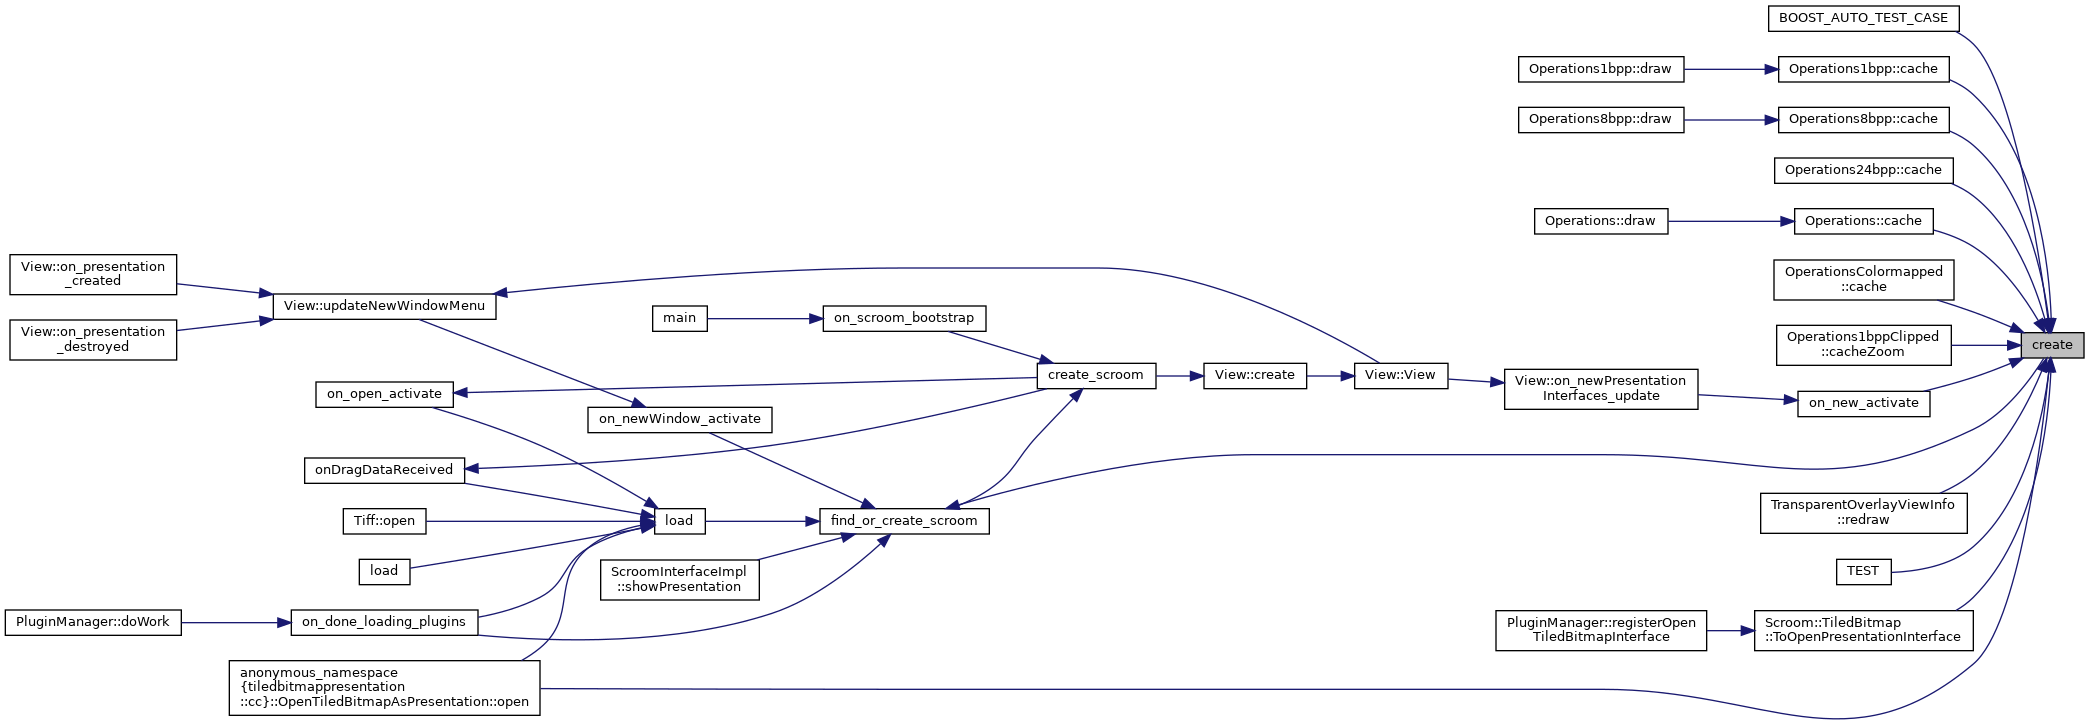 BOOST_AUTO_TEST_CASE
Operations1bpp::draw
Operations1bpp::cache
Operations8bpp::draw
Operations8bpp::cache
Operations24bpp::cache
Operations::draw
Operations::cache
View::on_presentation
_created
OperationsColormapped
::cache
View::updateNewWindowMenu
main
on_scroom_bootstrap
View::on_presentation
_destroyed
Operations1bppClipped
::cacheZoom
create
create_scroom
View::create
View::View
View::on_newPresentation
Interfaces_update
on_open_activate
on_new_activate
on_newWindow_activate
onDragDataReceived
TransparentOverlayViewInfo
::redraw
Tiff::open
load
find_or_create_scroom
load
ScroomInterfaceImpl
::showPresentation
TEST
PluginManager::doWork
on_done_loading_plugins
PluginManager::registerOpen
TiledBitmapInterface
Scroom::TiledBitmap
::ToOpenPresentationInterface
anonymous_namespace
{tiledbitmappresentation
::cc}::OpenTiledBitmapAsPresentation::open